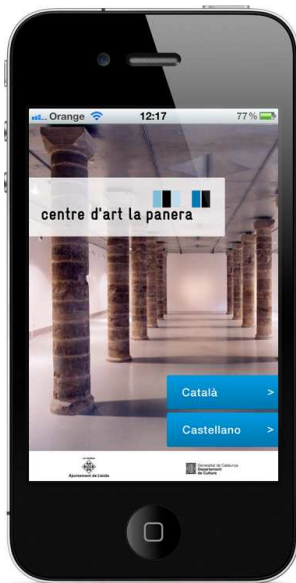 Orange 12:17 77%
centre d'art la panera
Català >
Castellano >
Ajuntament de Lleida
Generalitat de Catalunya
Departament
de Cultura